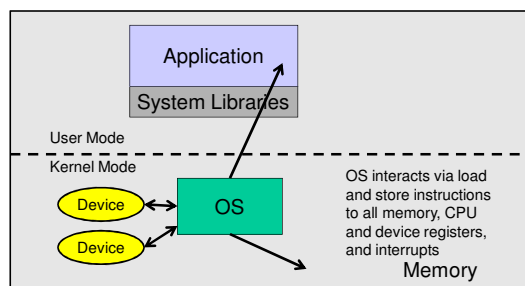 Application
System Libraries
User Mode
Kernel Mode
Device
Device
OS
OS interacts via load
and store instructions
to all memory, CPU
and device registers,
and interrupts
Memory